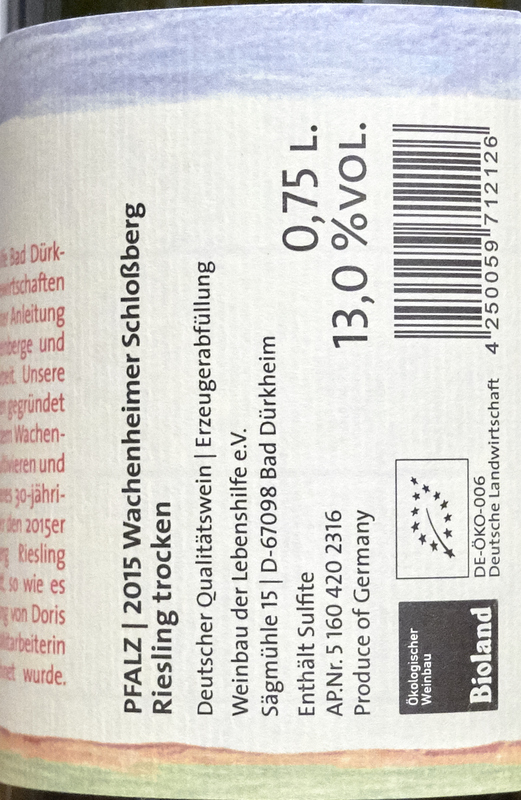 Bad Dürk-
Anleitung
und
Unsere
gegründet
Wachen-
und
30-jähri-
den 2015er
Riesling
so wie es
von Doris
wurde.
PFALZ | 2015 Wachenheimer Schloßberg
Riesling trocken
Deutscher Qualitätswein | Erzeugerabfüllung
Weinbau der Lebenshilfe e.V.
Sägmühle 15 | D-67098 Bad Dürkheim
Enthält Sulfite
0,75 L.
AP.Nr. 5 160 420 2316
Produce of Germany
13,0 %VOL.
Ökologischer
Weinbau
Bioland
DE-ÖKO-006
Deutsche Landwirtschaft
4 250059 712126